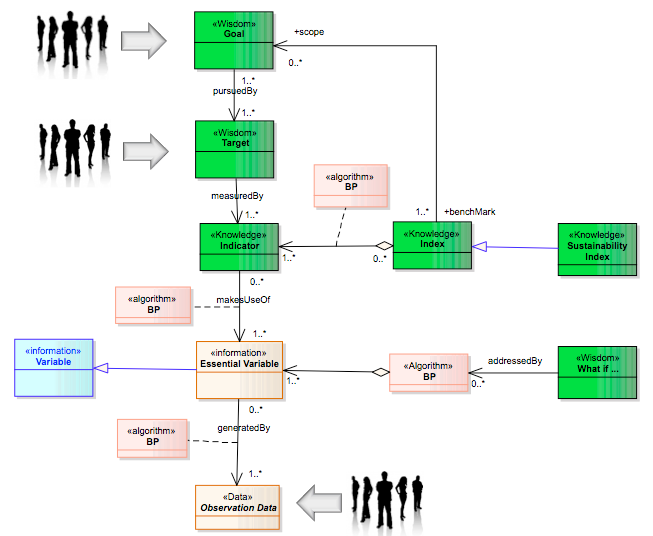 «Wisdom»
Goal
+scope
0..*
1..*
pursuedBy
1..*
«Wisdom»
Target
measuredBy
1..*
«algorithm»
BP
+benchMark
1..*
«Knowledge»
Indicator
1..*
0..*
«Knowledge»
Index
«Knowledge»
Sustainability
Index
0..*
«algorithm»
BP
makesUseOf
1..*
«information»
Variable
«information»
Essential Variable
1..*
«Algorithm»
BP
addressedBy
0..*
«Wisdom»
What if ...
0..*
«algorithm»
BP
generatedBy
1..*
«Data»
Observation Data